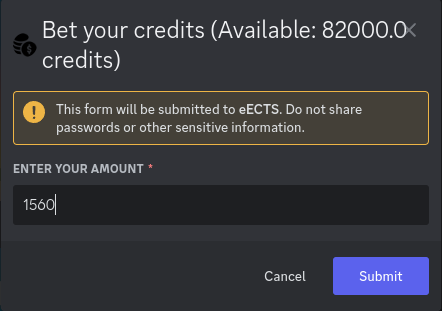 Bet your credits (Available: 82000.0
credits)
This form will be submitted to eECTS. Do not share
passwords or other sensitive information.
ENTER YOUR AMOUNT *
1560
Cancel
Submit